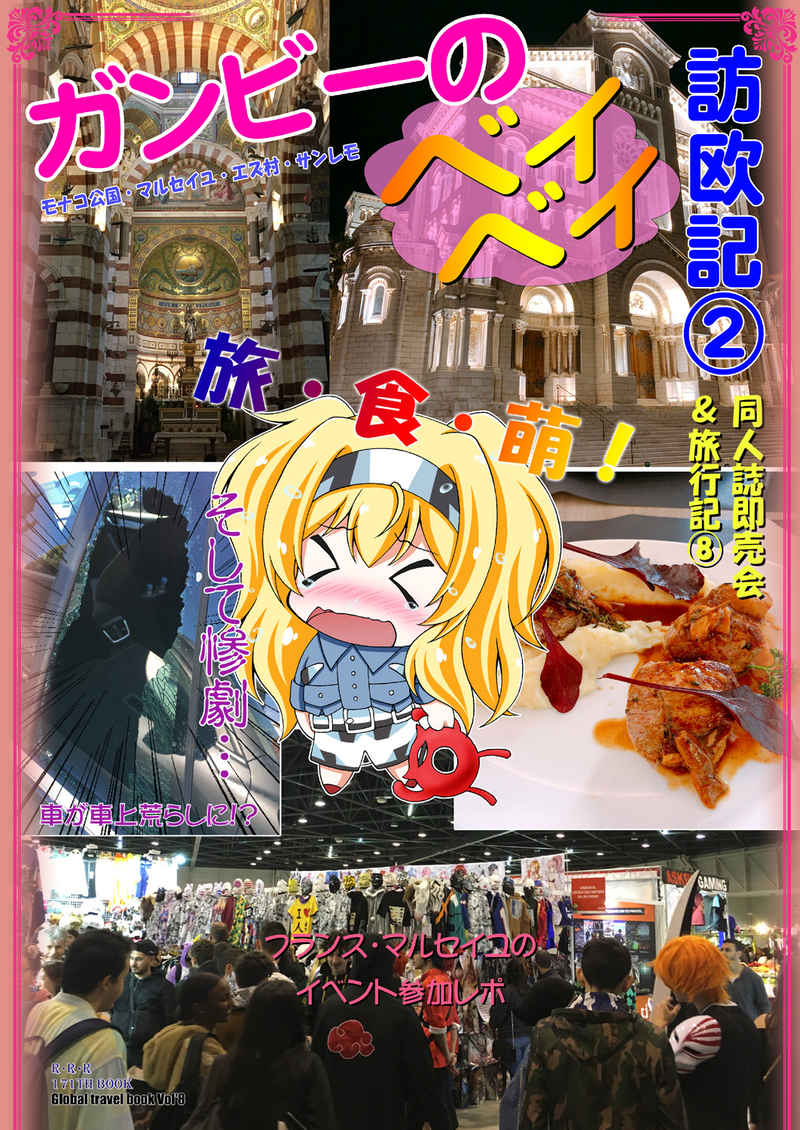 ガンビーの
ベイ
ベイ
モナコ公国・マルセイユ・エズ村・サンレモ
訪欧記②
同人誌即売会
&旅行記⑧
旅・食・萌！
そして惨劇…
車が車上荒らしに!?
GAMING
フランス・マルセイユの
イベント参加レポ
R・R・R
171TH BOOK
Global travel book Vol'8